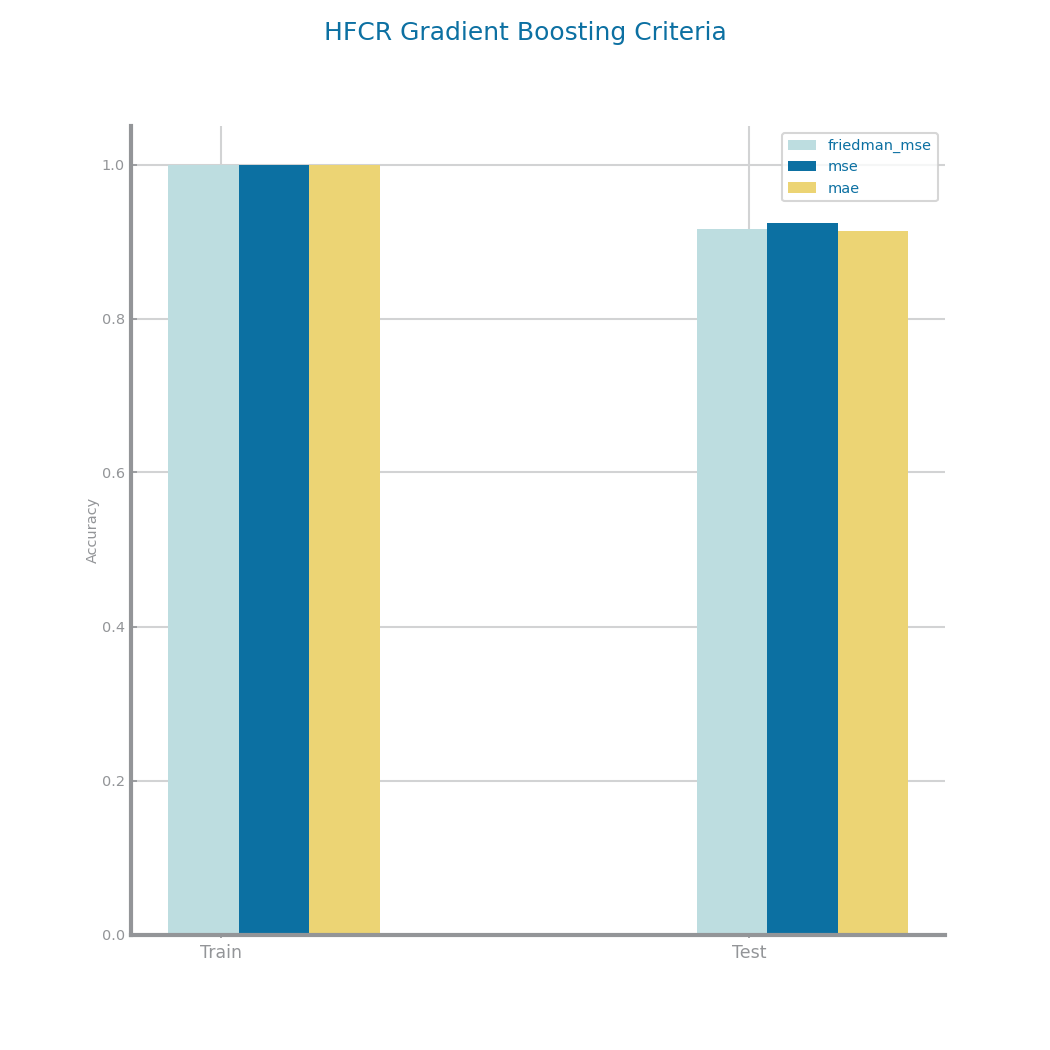 HFCR Gradient Boosting Criteria
friedman_mse
mse
mae
1.0
0.8
0.6
0.4
0.2
0.0
Accuracy
Train
Test